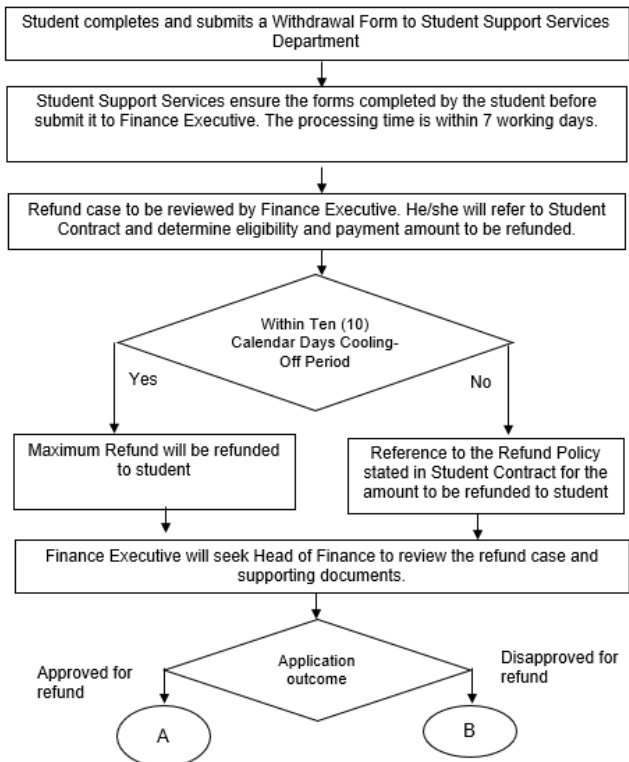 Student completes and submits a Withdrawal Form to Student Support Services
Department
Student Support Services ensure the forms completed by the student before
submit it to Finance Executive. The processing time is within 7 working days.
Refund case to be reviewed by Finance Executive. He/she will refer to Student
Contract and determine eligibility and payment amount to be refunded.
Within Ten (10)
Calendar Days Cooling-
Off Period
Yes
No
Maximum Refund will be refunded
to student
Reference to the Refund Policy
stated in Student Contract for the
amount to be refunded to student
Finance Executive will seek Head of Finance to review the refund case and
supporting documents.
Application
outcome
Approved for
refund
Disapproved for
refund
A
B